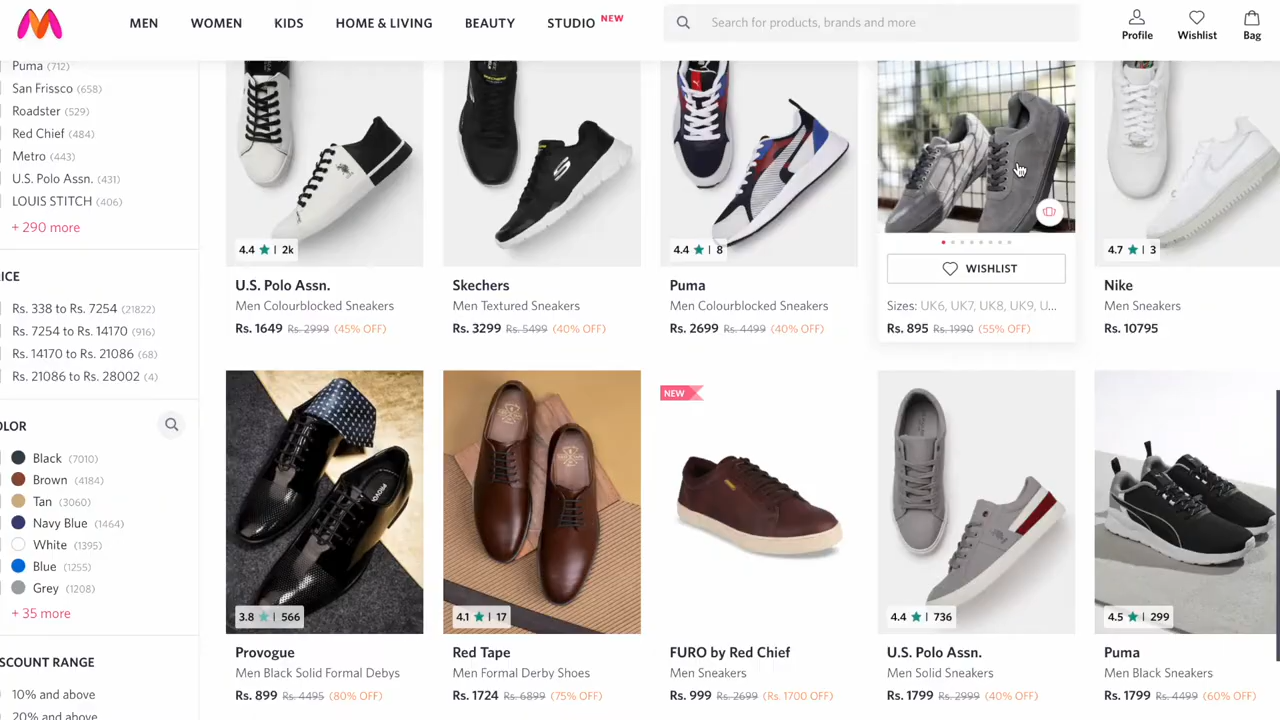 MEN WOMEN KIDS HOME & LIVING BEAUTY STUDIO NEW
Search for products, brands and more
Profile Wishlist Bag
Puma (712)
San Frissco (658)
Roadster (529)
Red Chief (484)
Metro (443)
U.S. Polo Assn. (431)
LOUIS STITCH (406)
+ 290 more
ICE
Rs. 338 to Rs. 7254 (21822)
Rs. 7254 to Rs. 14170 (916)
Rs. 14170 to Rs. 21086 (68)
Rs. 21086 to Rs. 28002 (4)
OLOR
Black (7010)
Brown (4184)
Tan (3060)
Navy Blue (1464)
White (1395)
Blue (1255)
Grey (1208)
+ 35 more
SCOUNT RANGE
10% and above
20% and above
4.4 | 2k
U.S. Polo Assn.
Men Colourblocked Sneakers
Rs. 1649 Rs. 2999 (45% OFF)
Skechers
Men Textured Sneakers
Rs. 3299 Rs. 5499 (40% OFF)
4.4 | 8
Puma
Men Colourblocked Sneakers
Rs. 2699 Rs. 4499 (40% OFF)
WISHLIST
Sizes: UK6, UK7, UK8, UK9, U...
Rs. 895 Rs. 1990 (55% OFF)
4.7 | 3
Nike
Men Sneakers
Rs. 10795
3.8 | 566
Provogue
Men Black Solid Formal Debys
Rs. 899 Rs. 4495 (80% OFF)
4.1 | 17
Red Tape
Men Formal Derby Shoes
Rs. 1724 Rs. 6899 (75% OFF)
NEW
FURO by Red Chief
Men Sneakers
Rs. 999 Rs. 2699 (Rs. 1700 OFF)
4.4 | 736
U.S. Polo Assn.
Men Solid Sneakers
Rs. 1799 Rs. 2999 (40% OFF)
4.5 | 299
Puma
Men Black Sneakers
Rs. 1799 Rs. 4499 (60% OFF)